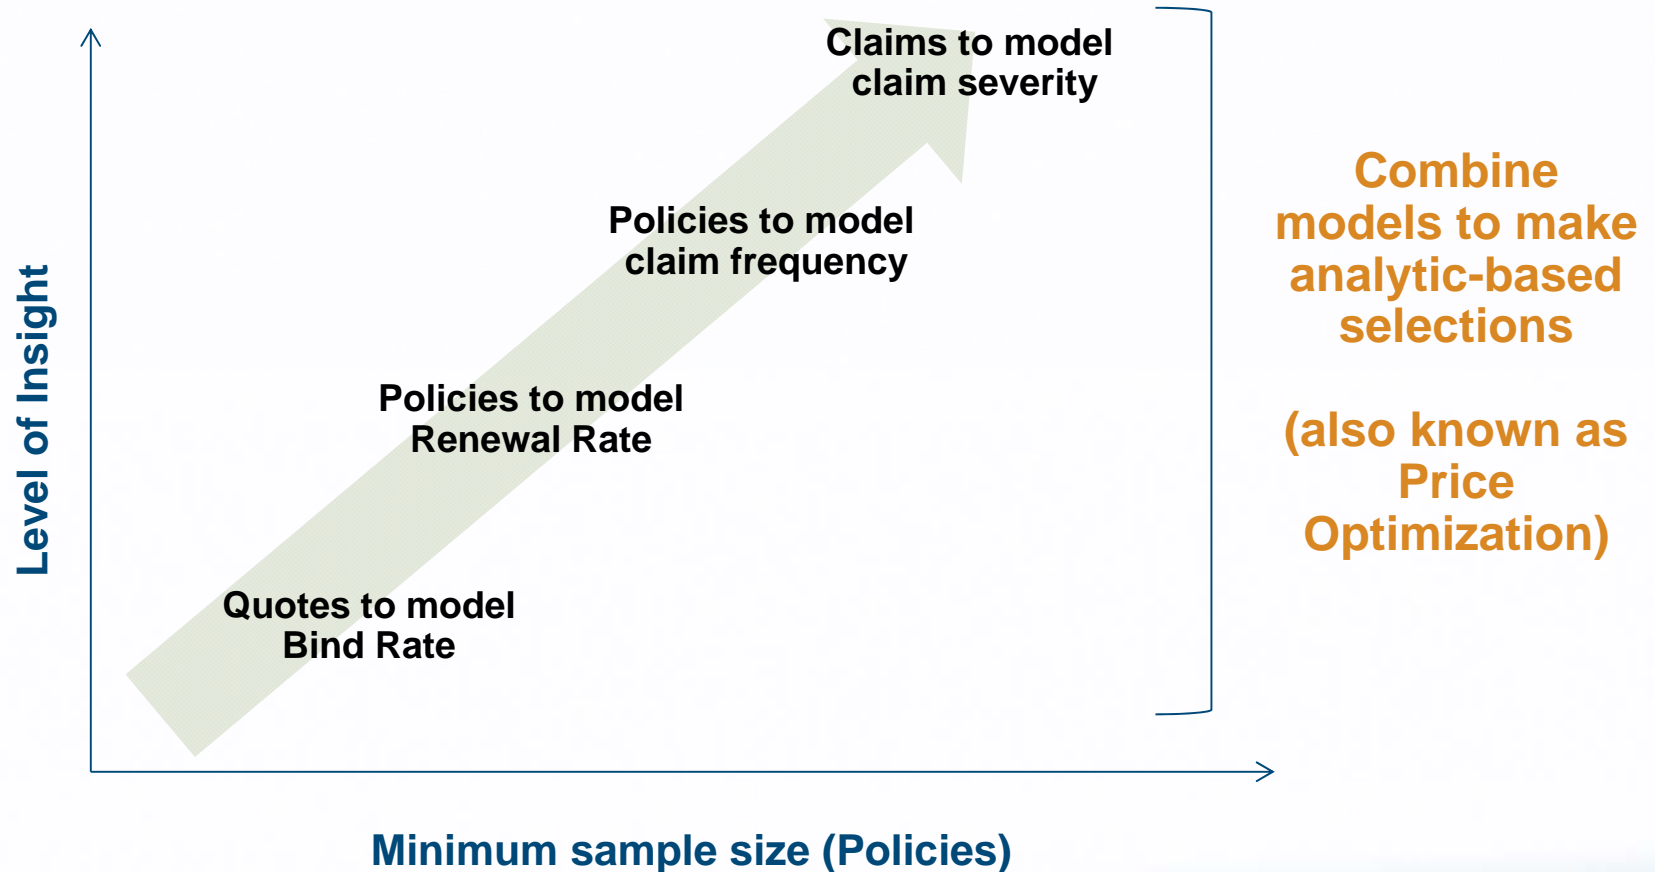 Claims to model
claim severity
Policies to model
claim frequency
Policies to model
Renewal Rate
Quotes to model
Bind Rate
Level of Insight
Minimum sample size (Policies)
Combine
models to make
analytic-based
selections
(also known as
Price
Optimization)